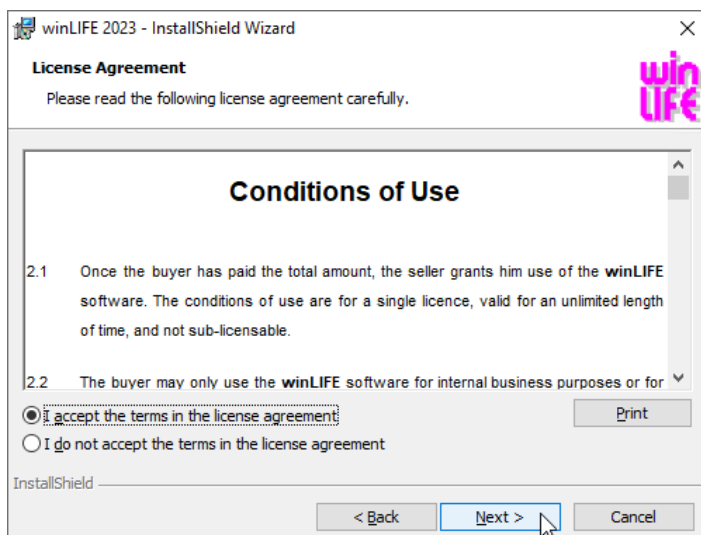 winLIFE 2023 - InstallShield Wizard
License Agreement
Please read the following license agreement carefully.
win
LIFE
Conditions of Use
2.1 Once the buyer has paid the total amount, the seller grants him use of the winLIFE
software. The conditions of use are for a single licence, valid for an unlimited length
of time, and not sub-licensable.
2.2 The buyer may only use the winLIFE software for internal business purposes or for
I accept the terms in the license agreement
Print
I do not accept the terms in the license agreement
InstallShield
< Back
Next >
Cancel